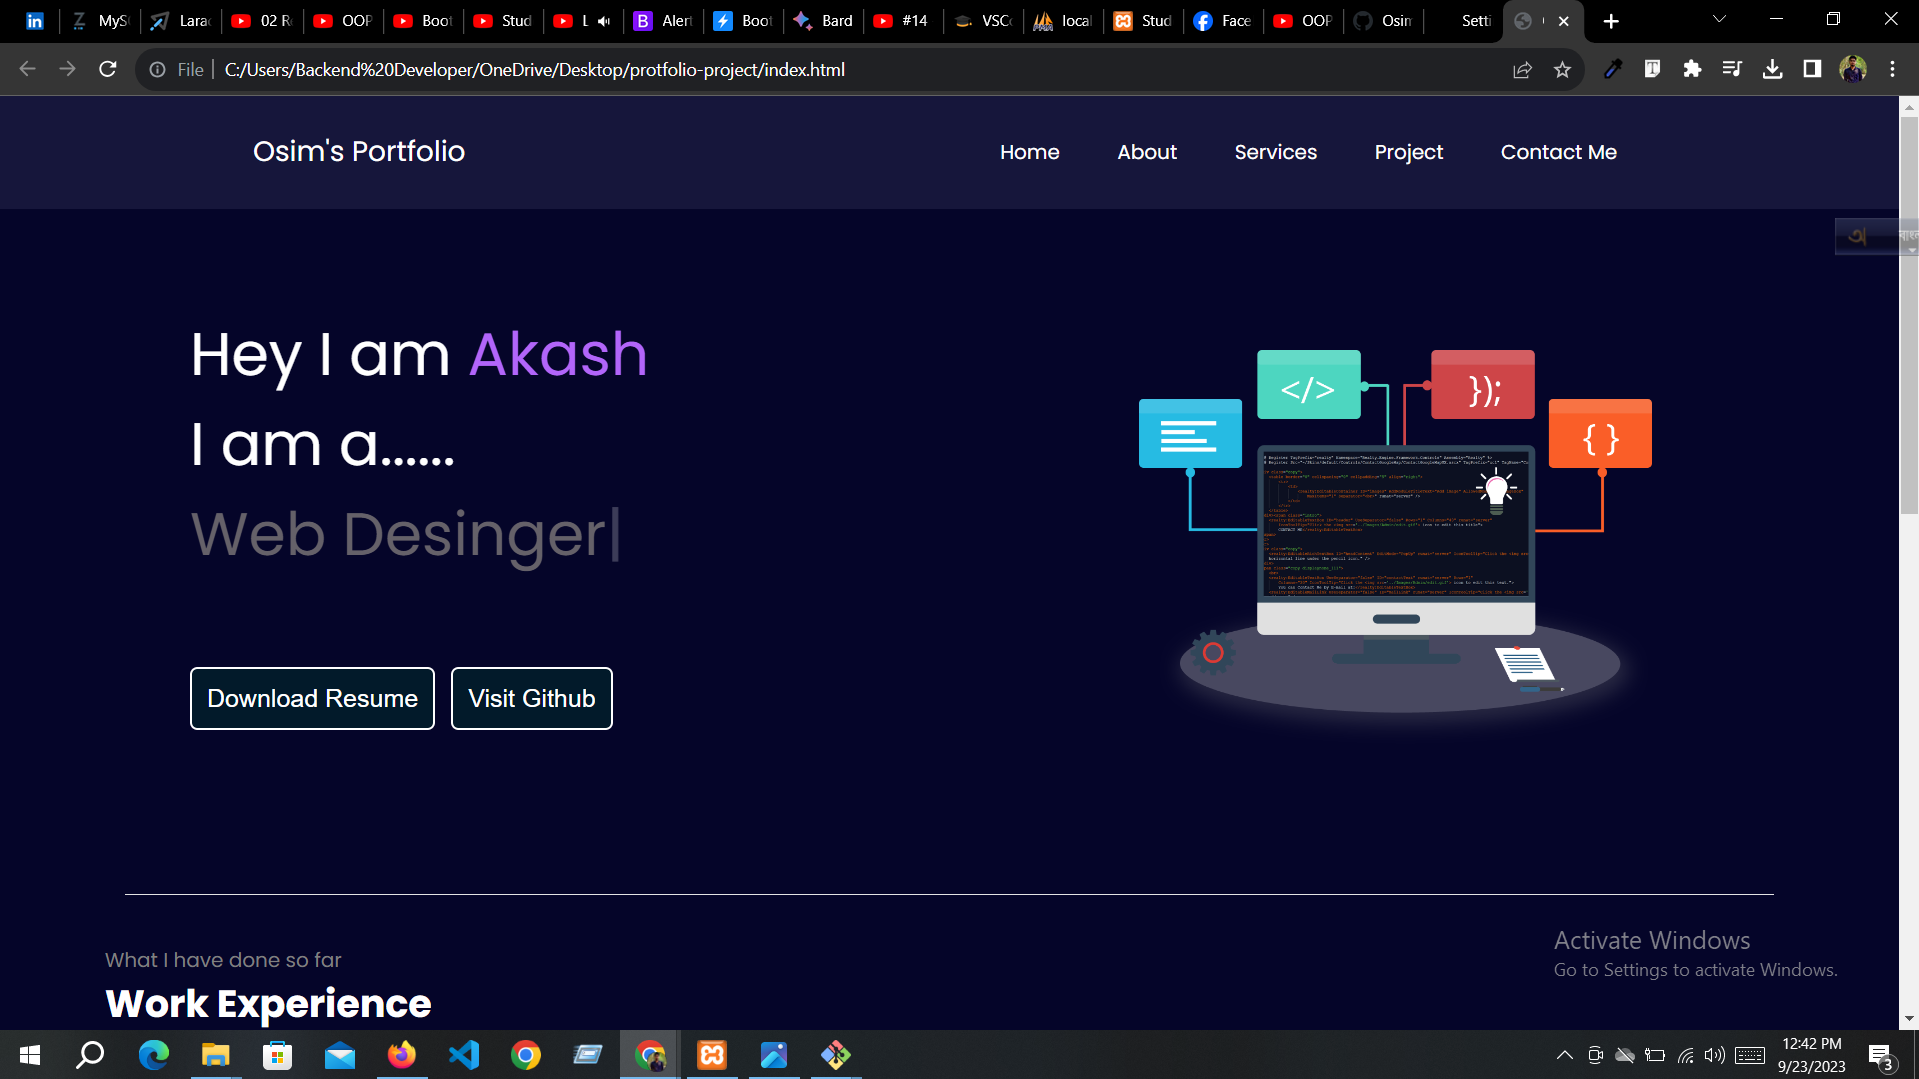 MyS
Larac
02 R
OOP
Boot
Stud
L
Alert
Boot
Bard
#14
VSC
local
Stud
Face
OOP
Osim
Setti
File
C:/Users/Backend%20Developer/OneDrive/Desktop/protfolio-project/index.html
Osim's Portfolio
Home
About
Services
Project
Contact Me
অ
Hey I am Akash
I am a......
Web Desinger|
</>
});
{ }
Download Resume
Visit Github
Activate Windows
Go to Settings to activate Windows.
What I have done so far
Work Experience
12:42 PM
9/23/2023
3